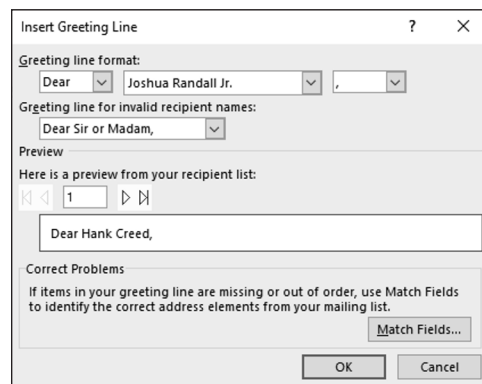 Insert Greeting Line ?
Greeting line format:
Dear Joshua Randall Jr. ,
Greeting line for invalid recipient names:
Dear Sir or Madam,
Preview
Here is a preview from your recipient list:
1
Dear Hank Creed,
Correct Problems
If items in your greeting line are missing or out of order, use Match Fields
to identify the correct address elements from your mailing list.
Match Fields...
OK Cancel